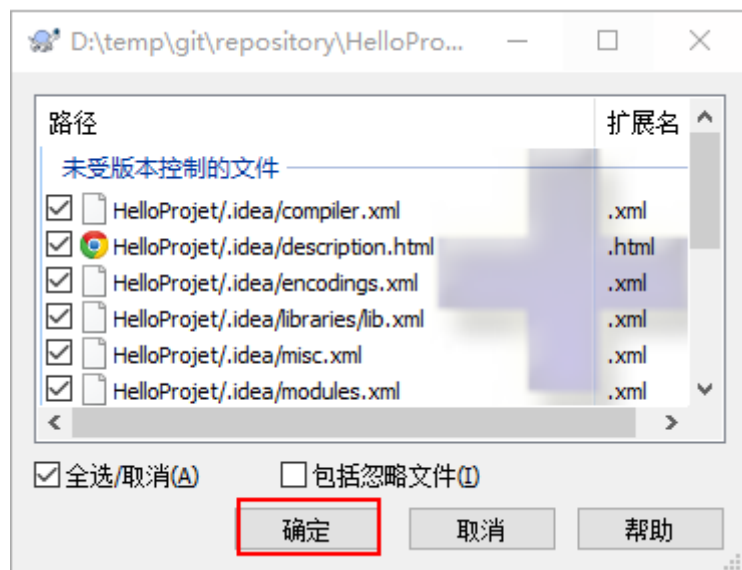 D:\temp\git\repository\HelloPro...
路径 扩展名
未受版本控制的文件
HelloProjet/.idea/compiler.xml .xml
HelloProjet/.idea/description.html .html
HelloProjet/.idea/encodings.xml .xml
HelloProjet/.idea/libraries/lib.xml .xml
HelloProjet/.idea/misc.xml .xml
HelloProjet/.idea/modules.xml .xml
全选/取消(A) 包括忽略文件(I)
确定 取消 帮助